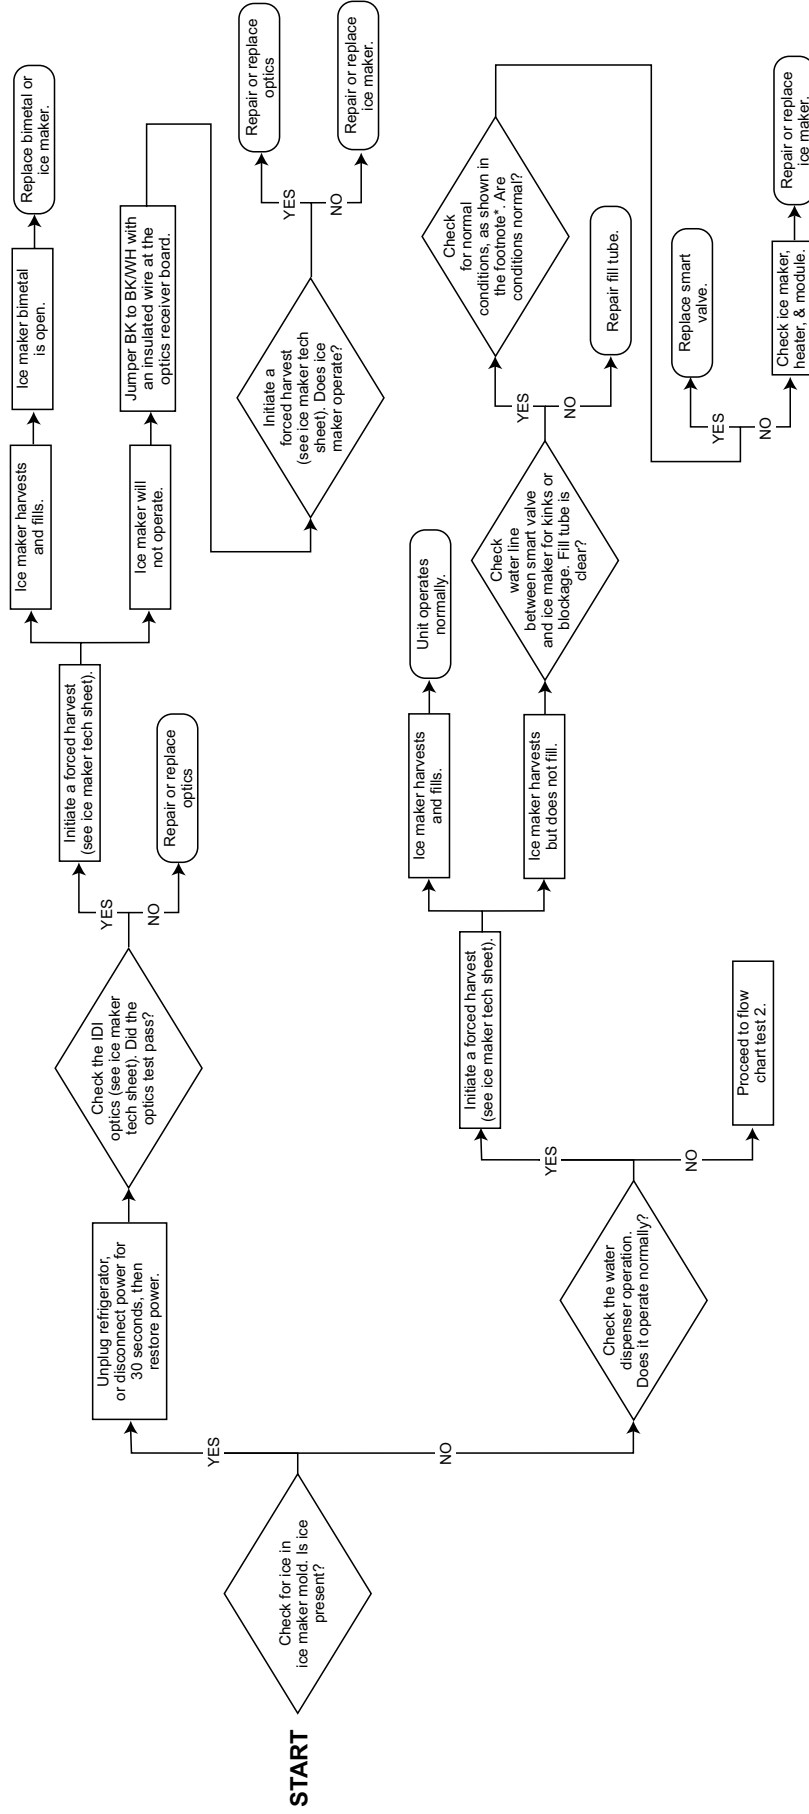 START
Check for ice in
ice maker mold. Is ice
present?
YES
NO
Unplug refrigerator,
or disconnect power for
30 seconds, then
restore power.
Check the IDI
optics (see ice maker
tech sheet). Did the
optics test pass?
YES
NO
Initiate a forced harvest
(see ice maker tech sheet).
Repair or replace
optics
Ice maker harvests
and fills.
Ice maker bimetal
is open.
Replace bimetal or
ice maker.
Ice maker will
not operate.
Jumper BK to BK/WH with
an insulated wire at the
optics receiver board.
Initiate a
forced harvest
(see ice maker tech
sheet). Does ice
maker operate?
YES
NO
Repair or replace
optics
Repair or replace
ice maker.
Check the water
dispenser operation.
Does it operate normally?
YES
NO
Initiate a forced harvest
(see ice maker tech sheet).
Proceed to flow
chart test 2.
Ice maker harvests
and fills.
Unit operates
normally.
Ice maker harvests
but does not fill.
Check
water line
between smart valve
and ice maker for kinks or
blockage. Fill tube is
clear?
YES
NO
Check
for normal
conditions, as shown in
the footnote*. Are
conditions normal?
Repair fill tube.
YES
NO
Replace smart
valve.
Check ice maker,
heater, & module.
Repair or replace
ice maker.